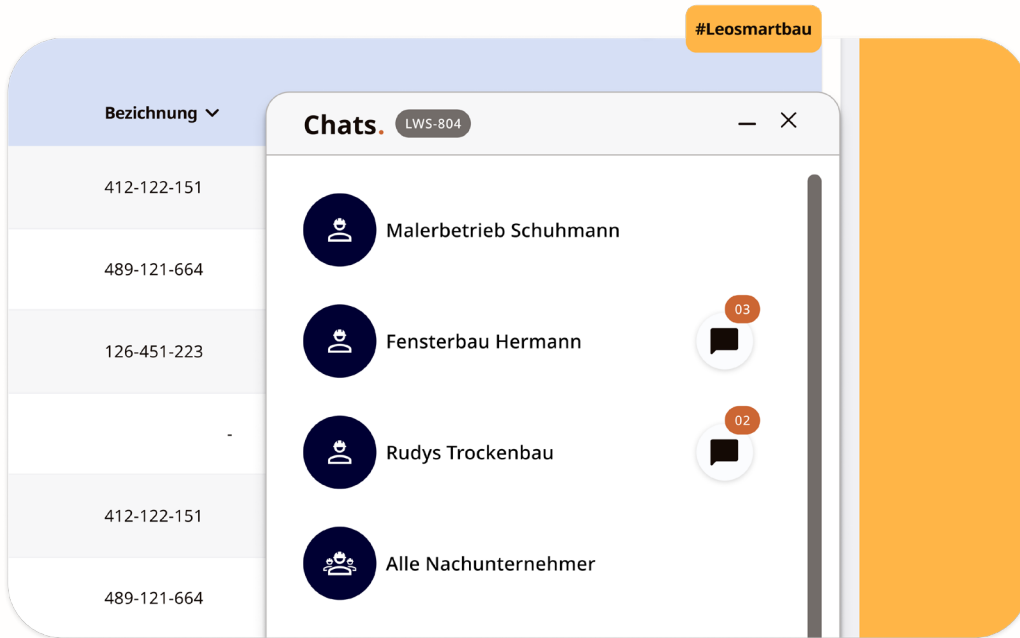 #Leosmartbau
Bezichnung
Chats. LWS-804
412-122-151
Malerbetrieb Schuhmann
489-121-664
03
Fensterbau Hermann
126-451-223
02
-
Rudys Trockenbau
412-122-151
Alle Nachunternehmer
489-121-664